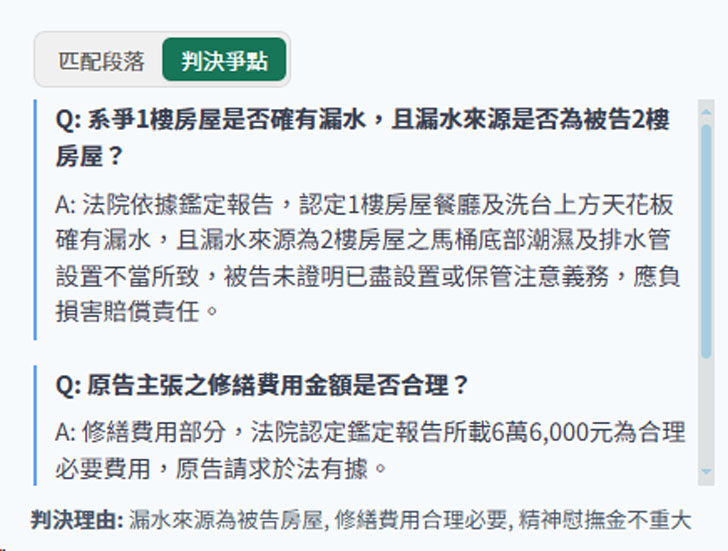 匹配段落 判決爭點
Q: 系爭1樓房屋是否確有漏水，且漏水來源是否為被告2樓
房屋？
A: 法院依據鑑定報告，認定1樓房屋餐廳及洗台上方天花板
確有漏水，且漏水來源為2樓房屋之馬桶底部潮濕及排水管
設置不當所致，被告未證明已盡設置或保管注意義務，應負
損害賠償責任。
Q: 原告主張之修繕費用金額是否合理？
A: 修繕費用部分，法院認定鑑定報告所載6萬6,000元為合理
必要費用，原告請求於法有據。
判決理由: 漏水來源為被告房屋, 修繕費用合理必要, 精神慰撫金不重大